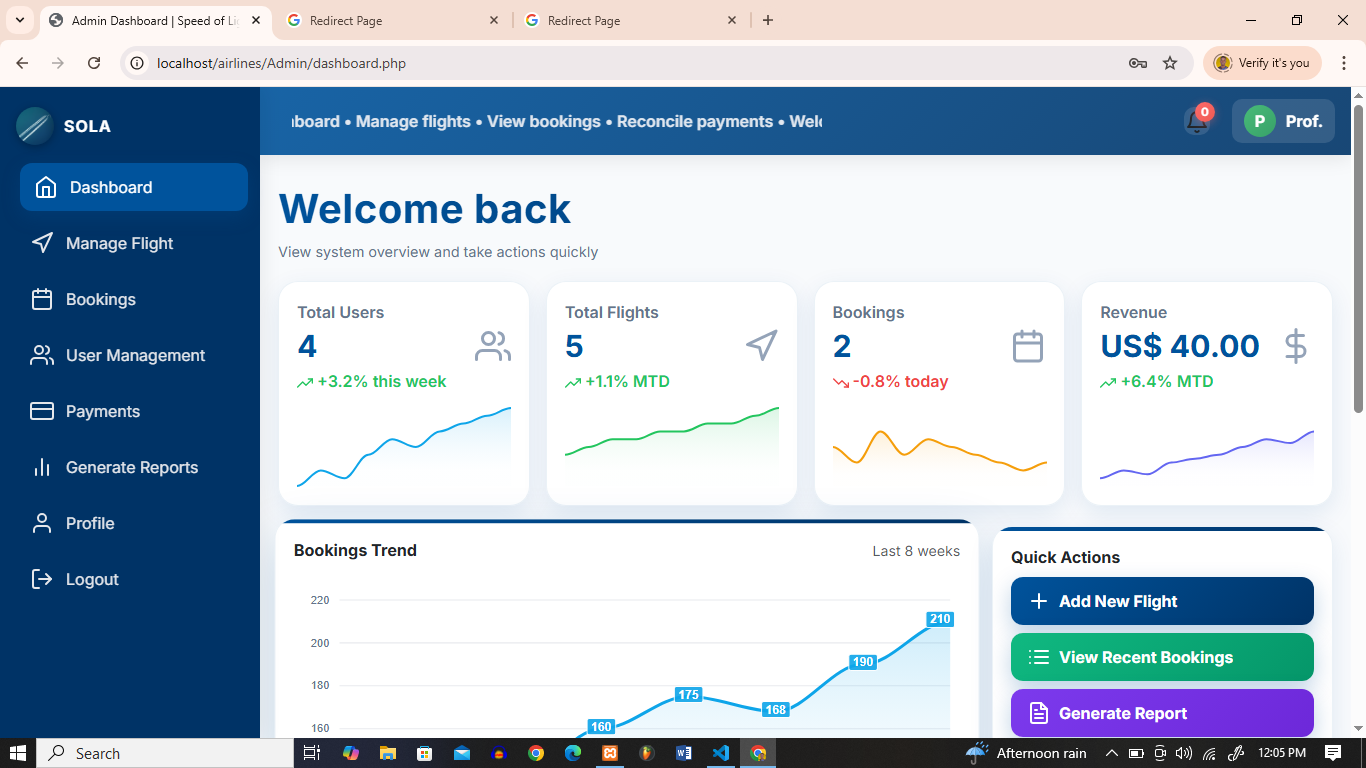 Admin Dashboard | Speed of Li
Redirect Page
Redirect Page
localhost/airlines/Admin/dashboard.php
Verify it's you
SOLA
board • Manage flights • View bookings • Reconcile payments • Welc
0
P Prof.
Dashboard
Manage Flight
Bookings
User Management
Payments
Generate Reports
Profile
Logout
Welcome back
View system overview and take actions quickly
Total Users
4
+3.2% this week
Total Flights
5
+1.1% MTD
Bookings
2
-0.8% today
Revenue
US$ 40.00
+6.4% MTD
Bookings Trend
Last 8 weeks
220
200
180
160
160
175
168
190
210
Quick Actions
Add New Flight
View Recent Bookings
Generate Report
Search
Afternoon rain
12:05 PM